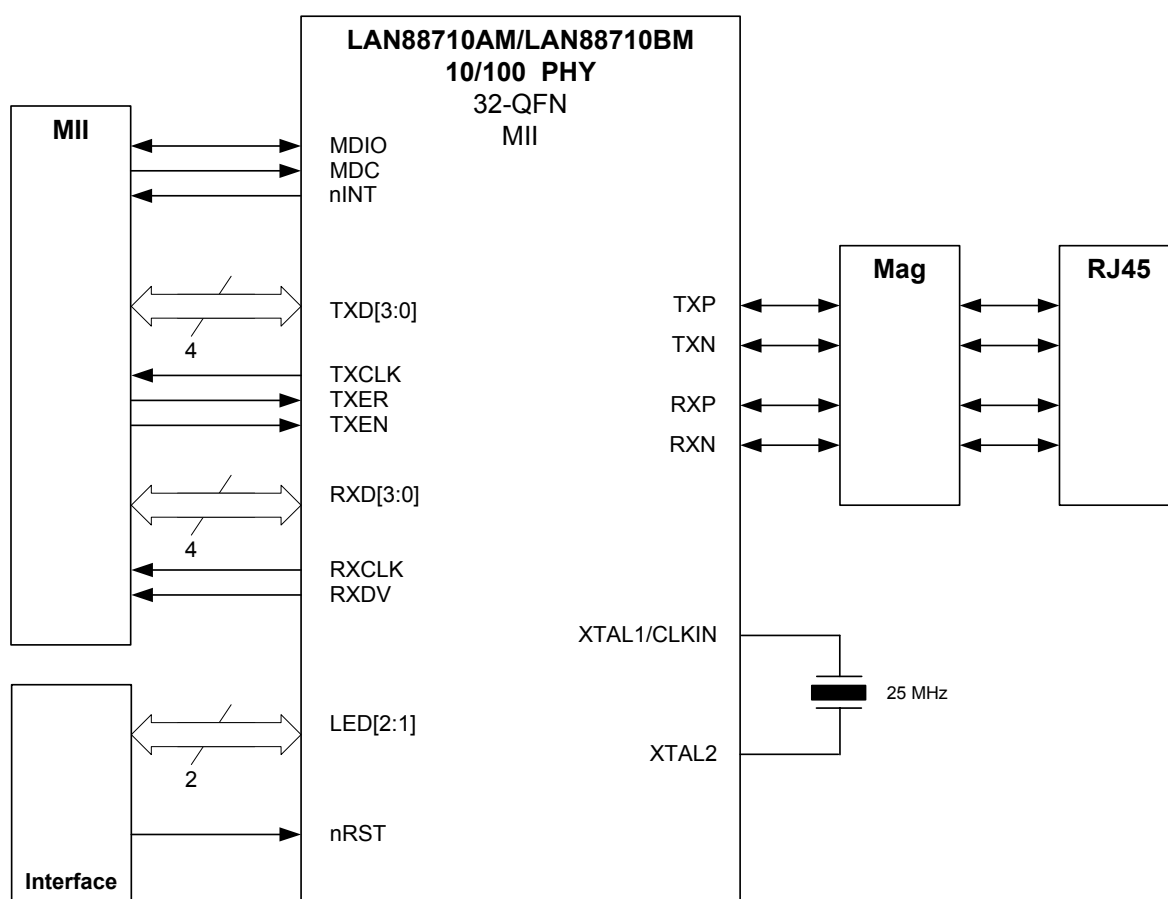 LAN88710AM/LAN88710BM
10/100 PHY
32-QFN
MII
MII
MDIO
MDC
nINT
TXD[3:0]
4
TXCLK
TXER
TXEN
RXD[3:0]
4
RXCLK
RXDV
LED[2:1]
2
nRST
Interface
TXP
TXN
RXP
RXN
Mag
RJ45
XTAL1/CLKIN
25 MHz
XTAL2